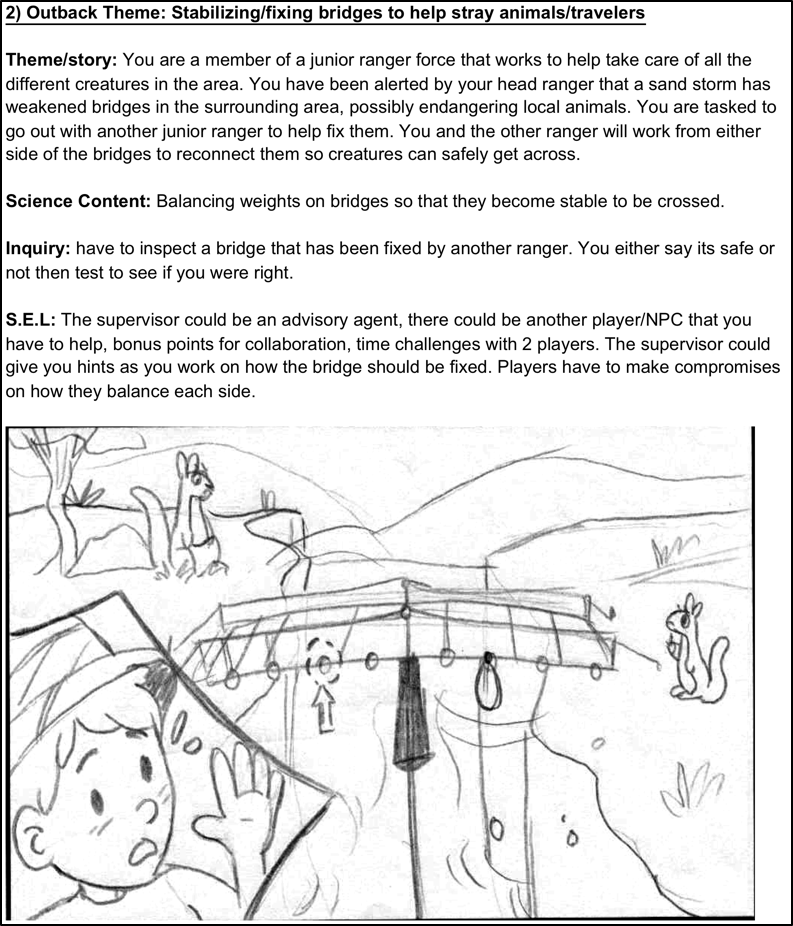 2) Outback Theme: Stabilizing/fixing bridges to help stray animals/travelers
Theme/story: You are a member of a junior ranger force that works to help take care of all the
different creatures in the area. You have been alerted by your head ranger that a sand storm has
weakened bridges in the surrounding area, possibly endangering local animals. You are tasked to
go out with another junior ranger to help fix them. You and the other ranger will work from either
side of the bridges to reconnect them so creatures can safely get across.
Science Content: Balancing weights on bridges so that they become stable to be crossed.
Inquiry: have to inspect a bridge that has been fixed by another ranger. You either say its safe or
not then test to see if you were right.
S.E.L: The supervisor could be an advisory agent, there could be another player/NPC that you
have to help, bonus points for collaboration, time challenges with 2 players. The supervisor could
give you hints as you work on how the bridge should be fixed. Players have to make compromises
on how they balance each side.